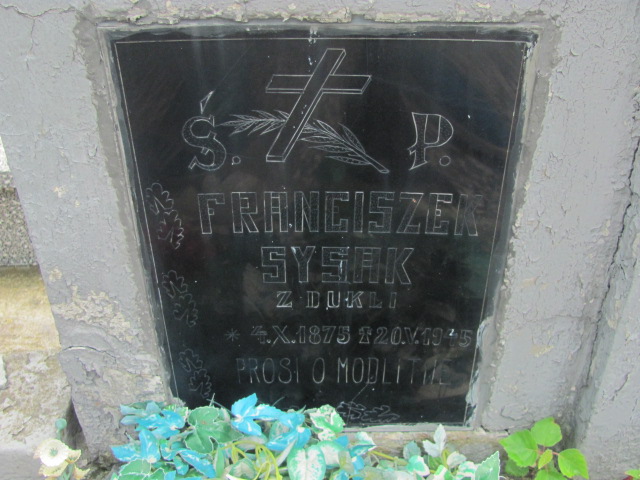 Ś. P.
FRANCISZEK
SYSAK
Z DUKLI
* 4.X.1875 ✝20.V.1945
PROSI O MODLITWĘ